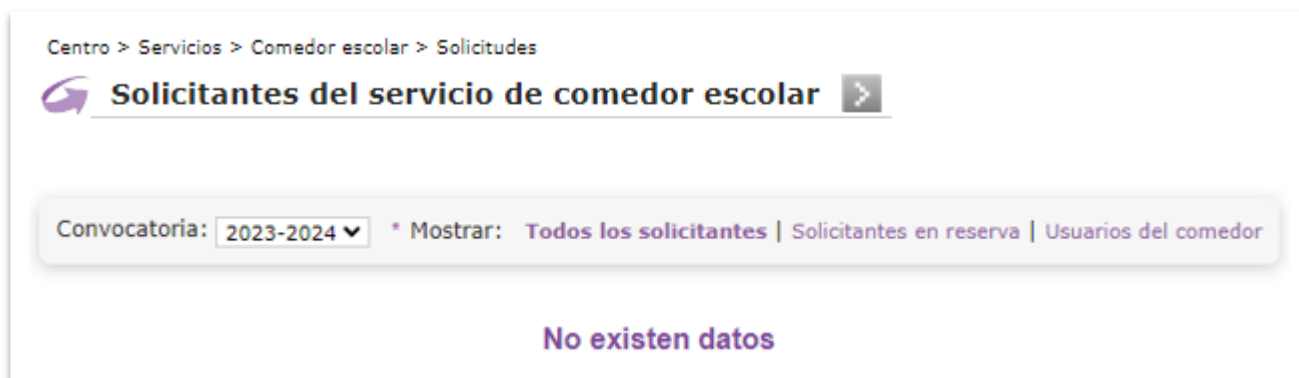 Centro > Servicios > Comedor escolar > Solicitudes
Solicitantes del servicio de comedor escolar
Convocatoria: 2023-2024 * Mostrar: Todos los solicitantes | Solicitantes en reserva | Usuarios del comedor
No existen datos